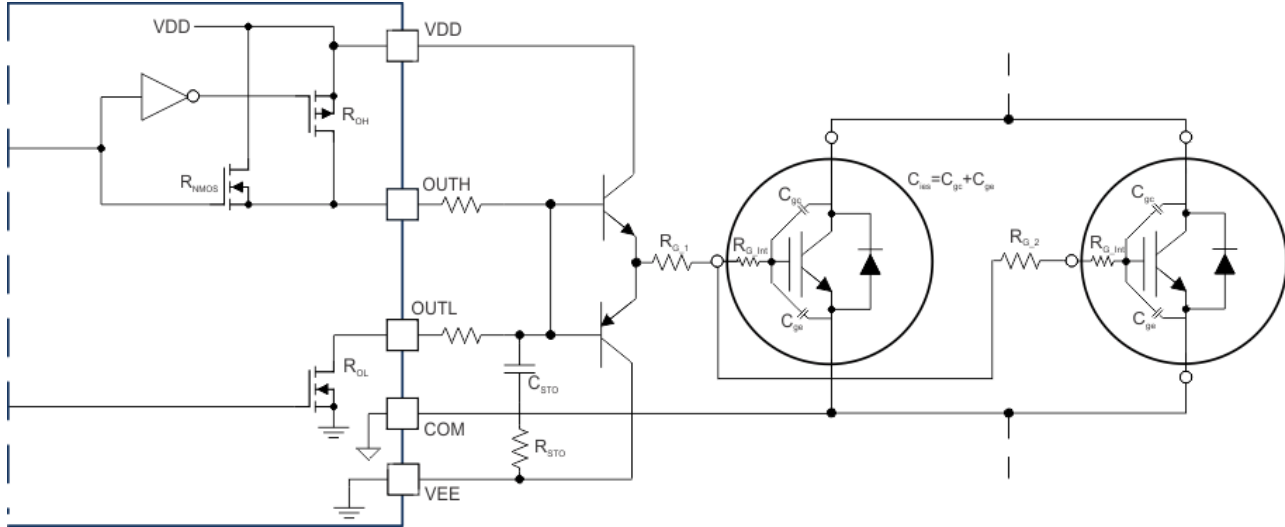 VDD
VDD
R_OH
R_NMOS
OUTH
C_ies=C_gc+C_ge
C_gc
C_gc
R_G_1
R_G_Int
R_G_2
R_G_Int
OUTL
C_ge
C_ge
R_OL
C_STO
COM
R_STO
VEE